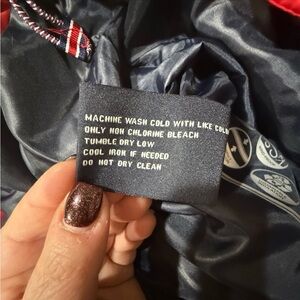 MACHINE WASH COLD WITH LIKE COLO
ONLY NON CHLORINE BLEACH
TUMBLE DRY LOW
COOL IRON IF NEEDED
DO NOT DRY CLEAN